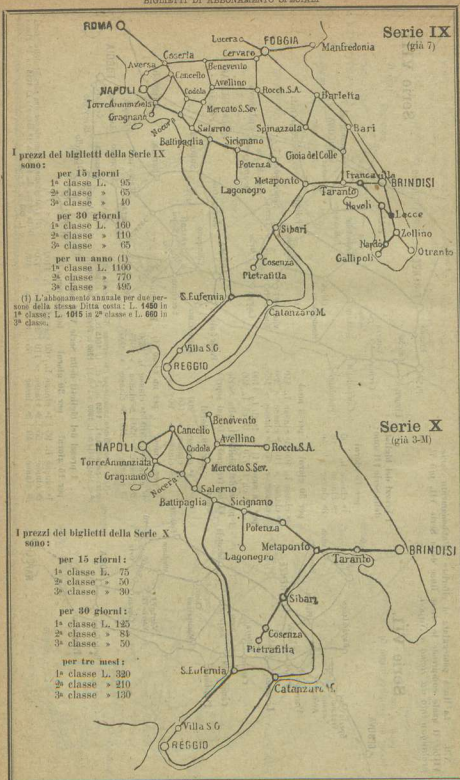 BIGLIETTI DI ABBONAMENTO SPECIALI
Serie IX
(già 7)
ROMA
Lucera
FOGGIA
Manfredonia
Caserta
Cervaro
Aversa
Benevento
Cancello
NAPOLI
Codola
Avellino
Rocch.S.A.
Barletta
Torre Annunziata
Mercato S.Sev
Gragnano
Nocera
Salerno
Spinazzola
Bari
Battipaglia
Sicignano
Potenza
Gioia del Colle
Lagonegro
Metaponto
Francavilla
BRINDISI
Taranto
Novoli
Lecce
Sibari
Zollino
Nardò
Cosenza
Gallipoli
Otranto
Pietrafitta
S.Eufemia
Catanzaro M.
Villa S.G.
REGGIO
I prezzi dei biglietti della Serie IX
sono:
per 15 giorni
1ª classe L. 95
2ª classe » 65
3ª classe » 40
per 30 giorni
1ª classe L. 160
2ª classe » 110
3ª classe » 65
per un anno (1)
1ª classe L. 1100
2ª classe » 770
3ª classe » 495
(1) L'abbonamento annuale per due per-
sone della stessa Ditta costa: L. 1450 in
1ª classe; L. 1015 in 2ª classe e L. 660 in
3ª classe.
Serie X
(già 3-M)
Benevento
Cancello
NAPOLI
Avellino
Codola
Rocch.S.A.
Torre Annunziata
Mercato S.Sev.
Gragnano
Nocera
Salerno
Battipaglia
Sicignano
Potenza
Lagonegro
Metaponto
BRINDISI
Taranto
Sibari
Cosenza
Pietrafitta
S.Eufemia
Catanzaro M.
Villa S.G.
REGGIO
I prezzi dei biglietti della Serie X
sono:
per 15 giorni:
1ª classe L. 75
2ª classe » 50
3ª classe » 30
per 30 giorni:
1ª classe L. 125
2ª classe » 84
3ª classe » 50
per tre mesi:
1ª classe L. 320
2ª classe » 210
3ª classe » 130